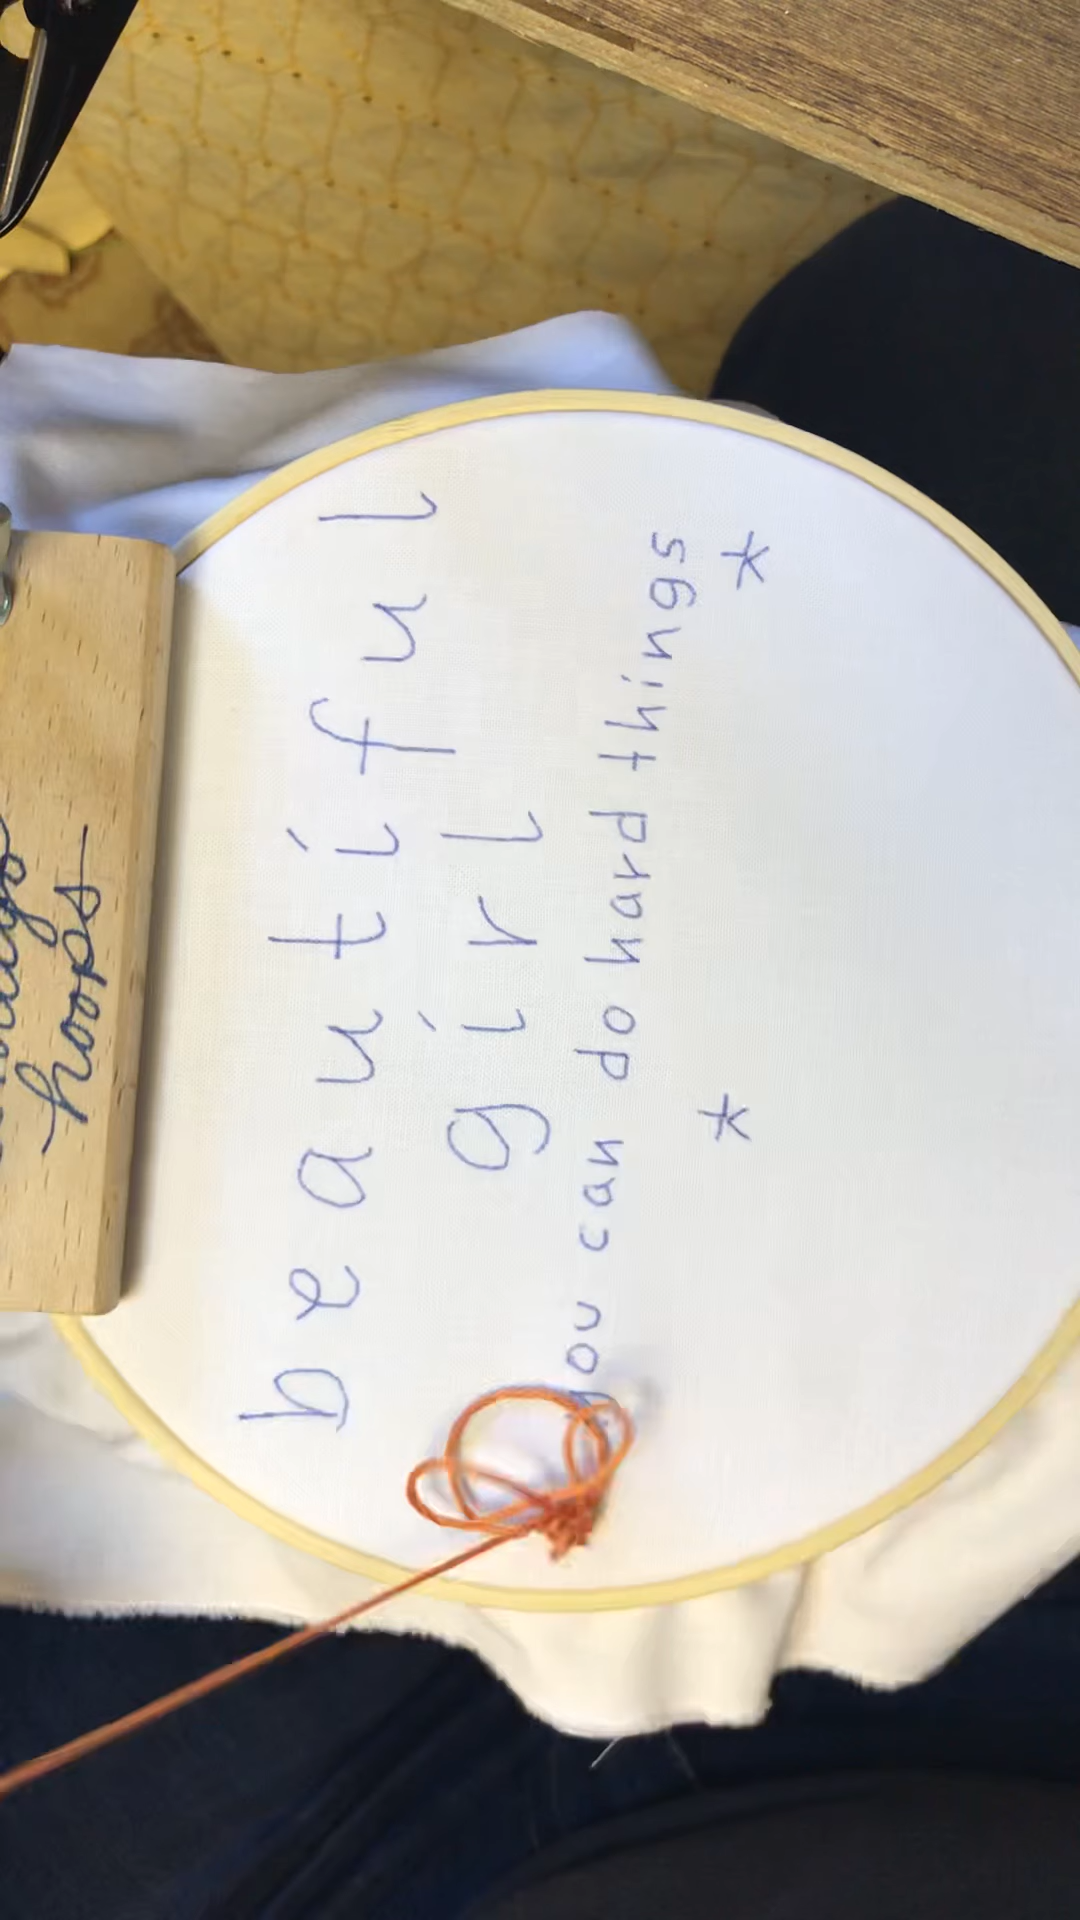 beautiful
girl
you can do hard things
* *
hoops